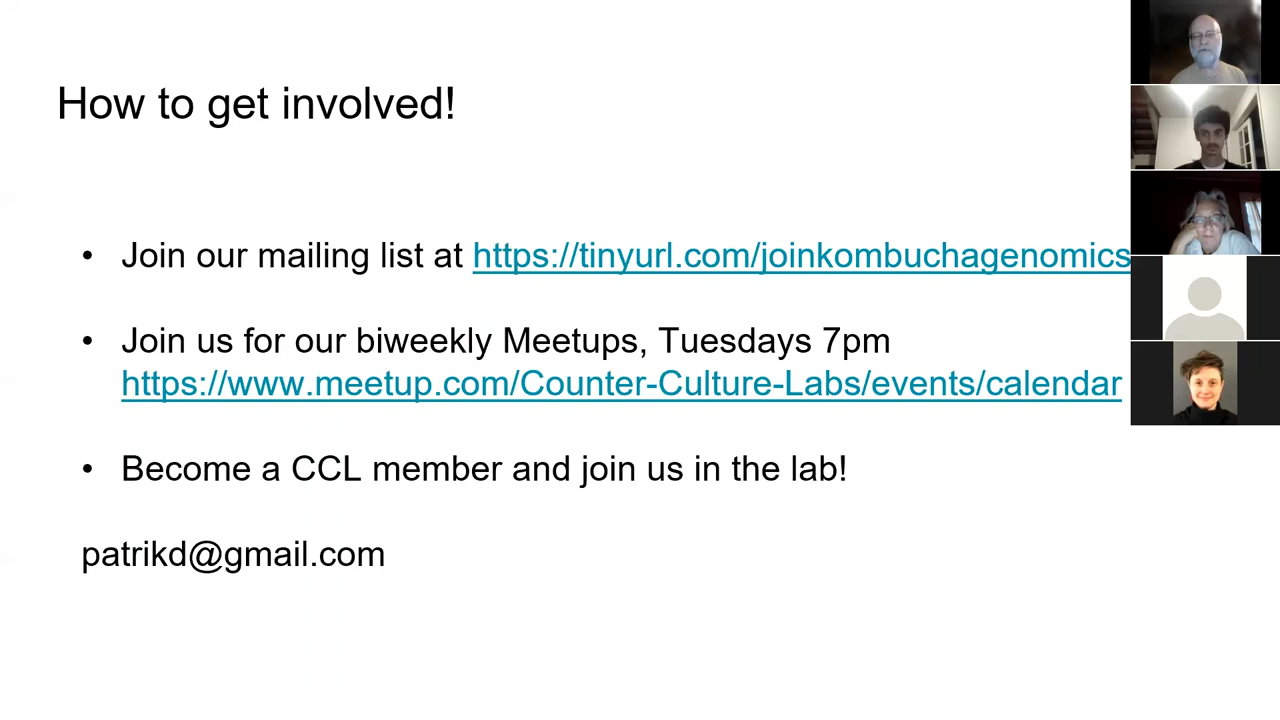 How to get involved!
• Join our mailing list at https://tinyurl.com/joinkombuchagenomics
• Join us for our biweekly Meetups, Tuesdays 7pm
https://www.meetup.com/Counter-Culture-Labs/events/calendar
• Become a CCL member and join us in the lab!
patrikd@gmail.com